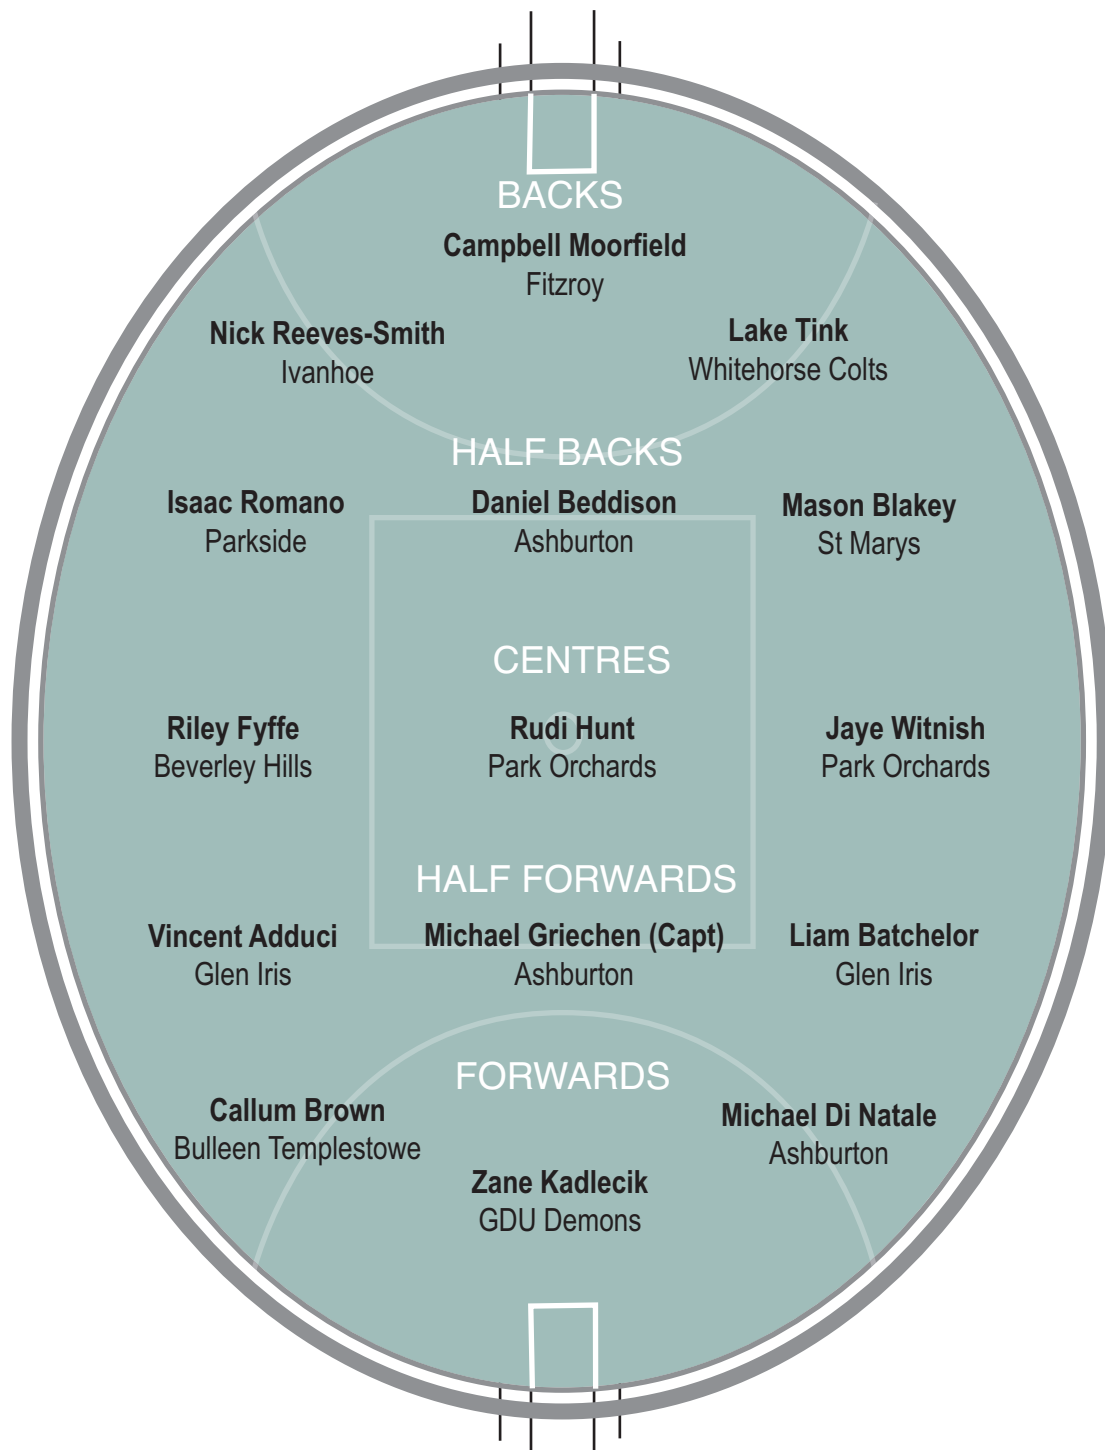 BACKS
Campbell Moorfield
Fitzroy
Nick Reeves-Smith
Ivanhoe
Lake Tink
Whitehorse Colts
HALF BACKS
Isaac Romano
Parkside
Daniel Beddison
Ashburton
Mason Blakey
St Marys
CENTRES
Riley Fyffe
Beverley Hills
Rudi Hunt
Park Orchards
Jaye Witnish
Park Orchards
HALF FORWARDS
Vincent Adduci
Glen Iris
Michael Griechen (Capt)
Ashburton
Liam Batchelor
Glen Iris
FORWARDS
Callum Brown
Bulleen Templestowe
Michael Di Natale
Ashburton
Zane Kadlecik
GDU Demons